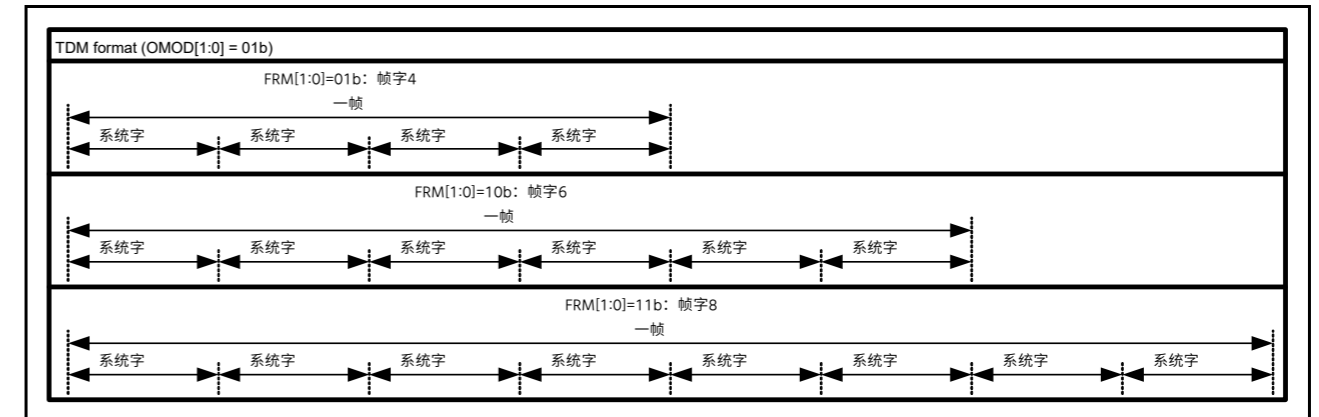 TDM format (OMOD[1:0] = 01b)
FRM[1:0]=01b：帧字4
一帧
系统字 系统字 系统字 系统字
FRM[1:0]=10b：帧字6
一帧
系统字 系统字 系统字 系统字 系统字 系统字
FRM[1:0]=11b：帧字8
一帧
系统字 系统字 系统字 系统字 系统字 系统字 系统字 系统字